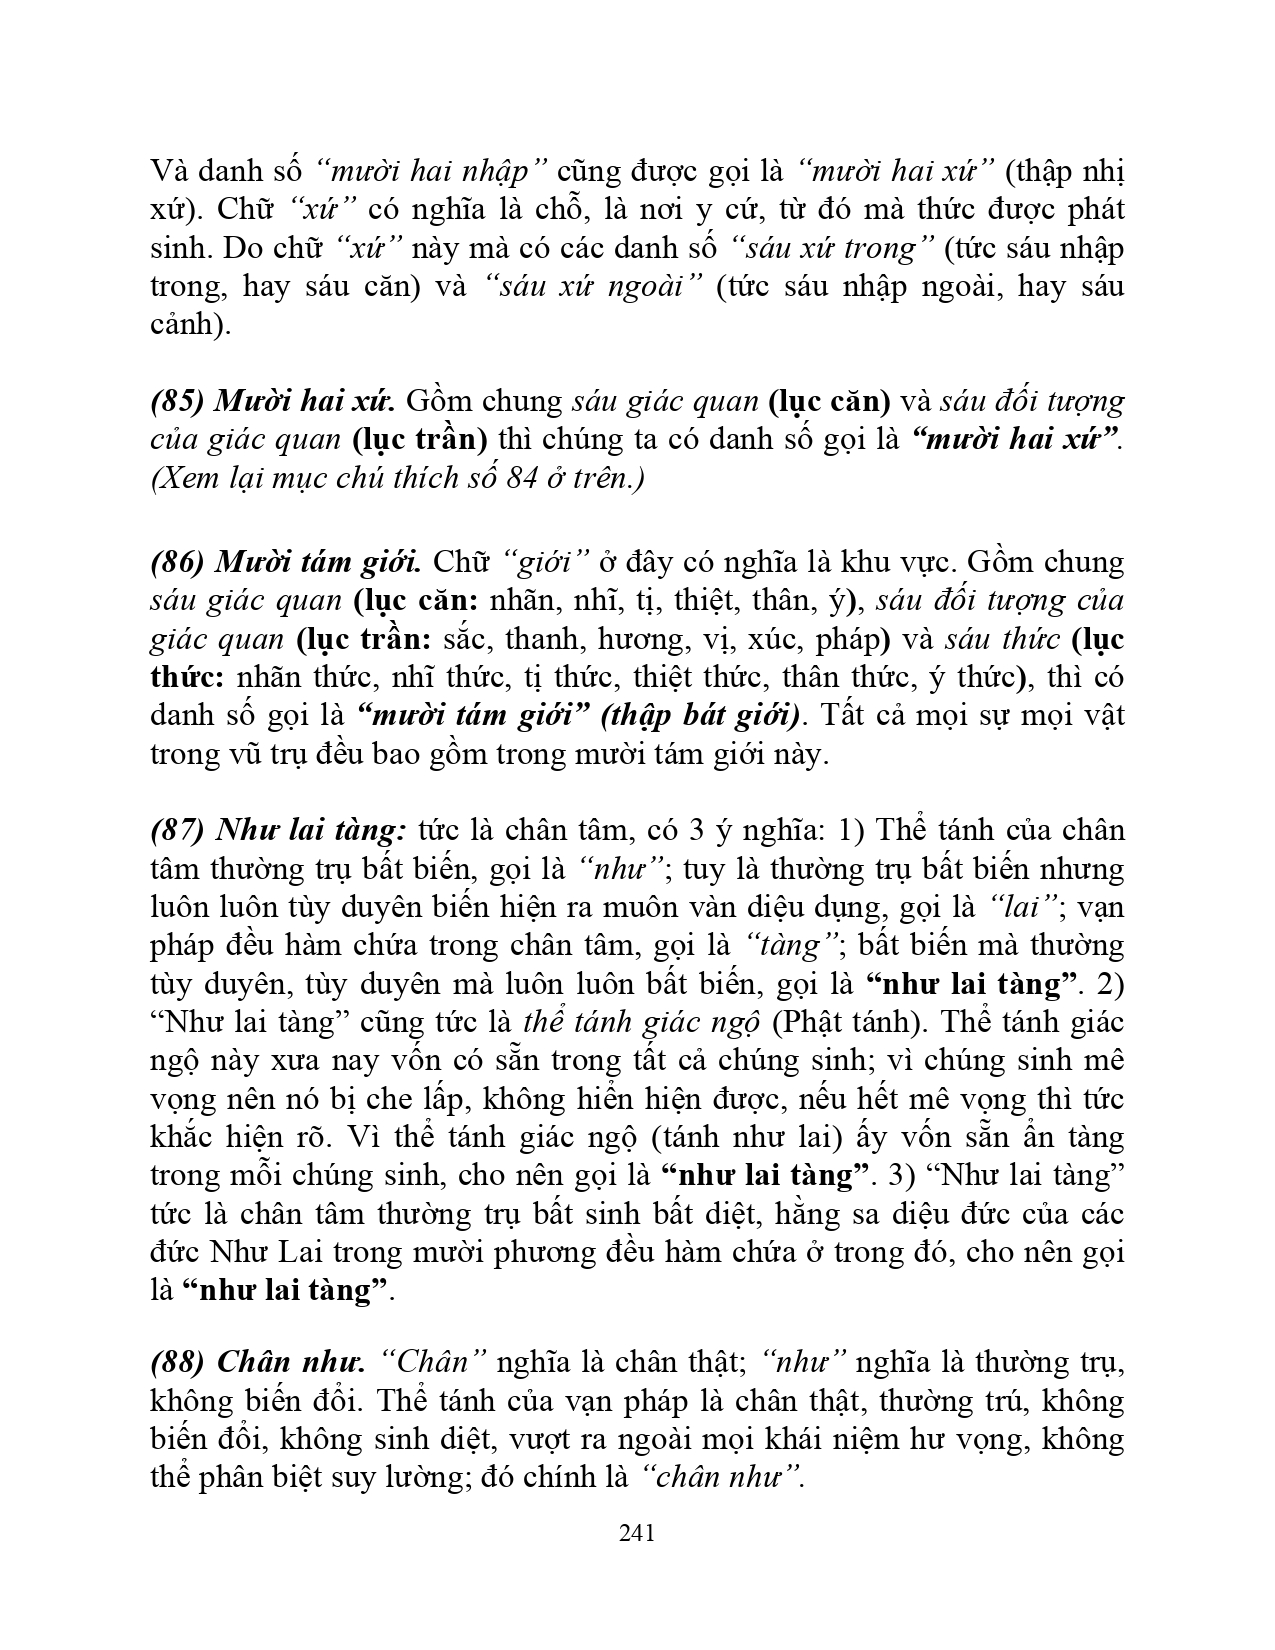 Và danh số “mười hai nhập” cũng được gọi là “mười hai xứ” (thập nhị
xứ). Chữ “xứ” có nghĩa là chỗ, là nơi y cứ, từ đó mà thức được phát
sinh. Do chữ “xứ” này mà có các danh số “sáu xứ trong” (tức sáu nhập
trong, hay sáu căn) và “sáu xứ ngoài” (tức sáu nhập ngoài, hay sáu
cảnh).
(85) Mười hai xứ. Gồm chung sáu giác quan (lục căn) và sáu đối tượng
của giác quan (lục trần) thì chúng ta có danh số gọi là “mười hai xứ”.
(Xem lại mục chú thích số 84 ở trên.)
(86) Mười tám giới. Chữ “giới” ở đây có nghĩa là khu vực. Gồm chung
sáu giác quan (lục căn: nhãn, nhĩ, tị, thiệt, thân, ý), sáu đối tượng của
giác quan (lục trần: sắc, thanh, hương, vị, xúc, pháp) và sáu thức (lục
thức: nhãn thức, nhĩ thức, tị thức, thiệt thức, thân thức, ý thức), thì có
danh số gọi là “mười tám giới” (thập bát giới). Tất cả mọi sự mọi vật
trong vũ trụ đều bao gồm trong mười tám giới này.
(87) Như lai tàng: tức là chân tâm, có 3 ý nghĩa: 1) Thể tánh của chân
tâm thường trụ bất biến, gọi là “như”; tuy là thường trụ bất biến nhưng
luôn luôn tùy duyên biến hiện ra muôn vàn diệu dụng, gọi là “lai”; vạn
pháp đều hàm chứa trong chân tâm, gọi là “tàng”; bất biến mà thường
tùy duyên, tùy duyên mà luôn luôn bất biến, gọi là “như lai tàng”. 2)
“Như lai tàng” cũng tức là thể tánh giác ngộ (Phật tánh). Thể tánh giác
ngộ này xưa nay vốn có sẵn trong tất cả chúng sinh; vì chúng sinh mê
vọng nên nó bị che lấp, không hiển hiện được, nếu hết mê vọng thì tức
khắc hiện rõ. Vì thể tánh giác ngộ (tánh như lai) ấy vốn sẵn ẩn tàng
trong mỗi chúng sinh, cho nên gọi là “như lai tàng”. 3) “Như lai tàng”
tức là chân tâm thường trụ bất sinh bất diệt, hằng sa diệu đức của các
đức Như Lai trong mười phương đều hàm chứa ở trong đó, cho nên gọi
là “như lai tàng”.
(88) Chân như. “Chân” nghĩa là chân thật; “như” nghĩa là thường trụ,
không biến đổi. Thể tánh của vạn pháp là chân thật, thường trú, không
biến đổi, không sinh diệt, vượt ra ngoài mọi khái niệm hư vọng, không
thể phân biệt suy lường; đó chính là “chân như”.
241